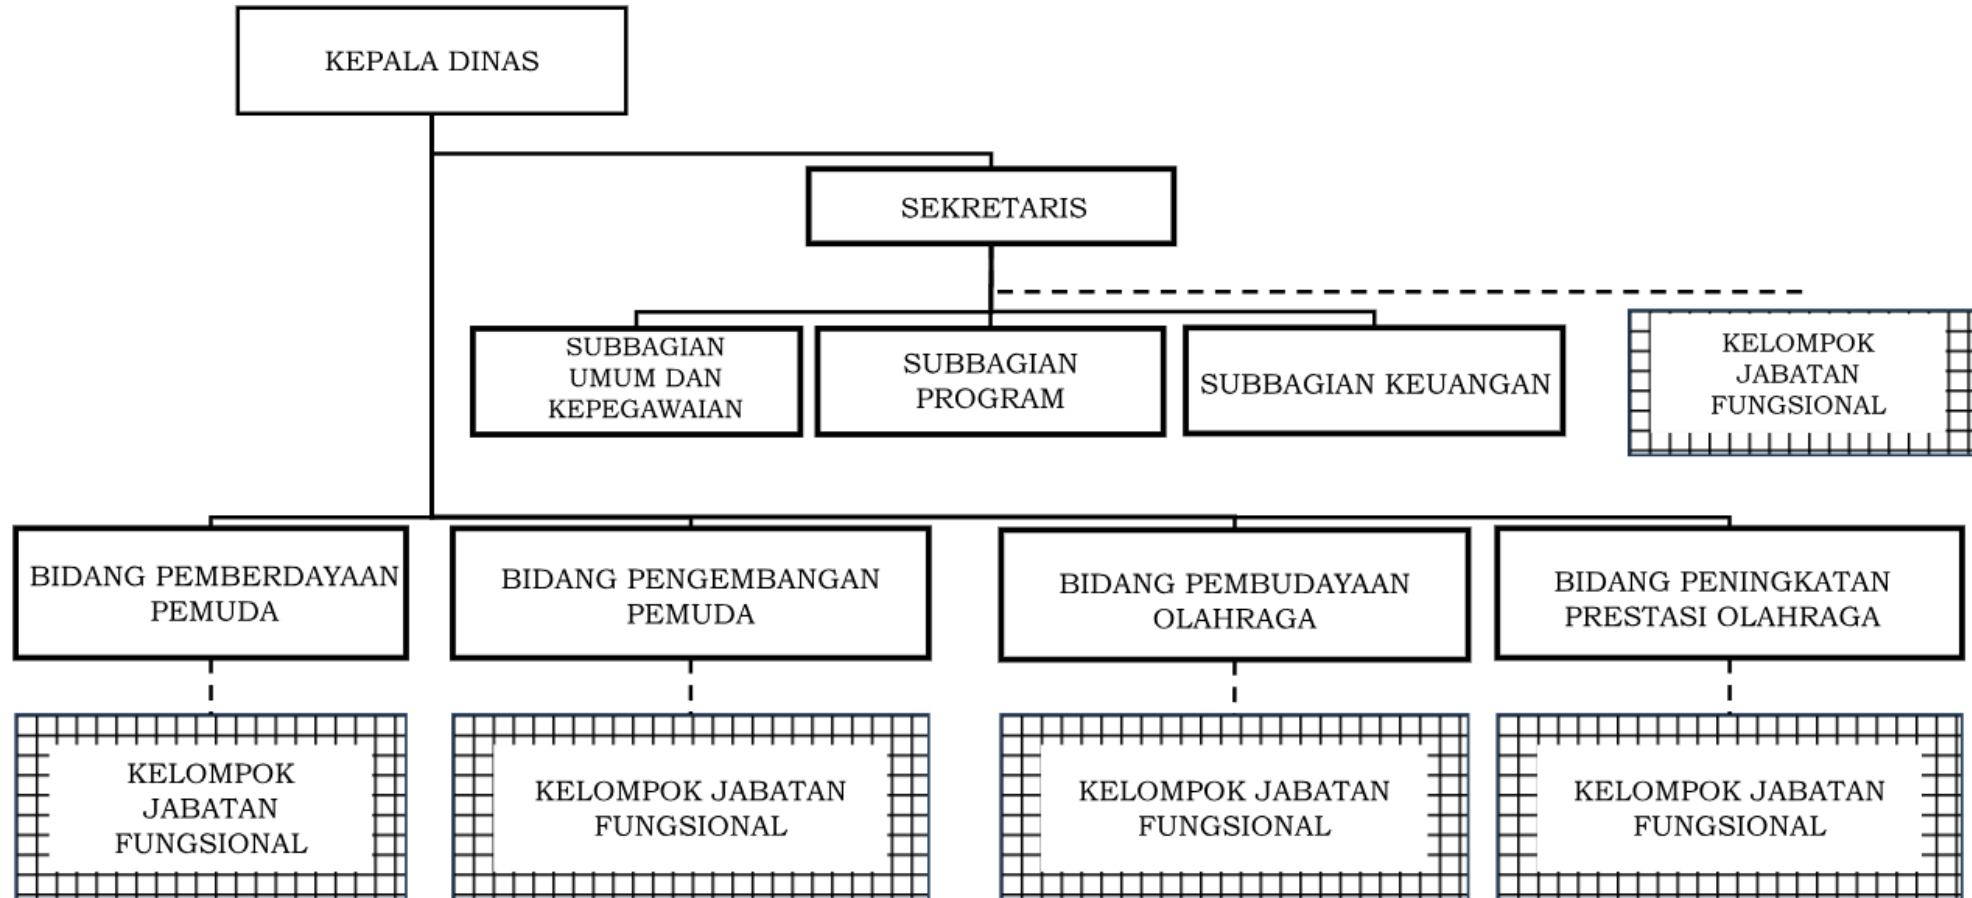 KEPALA DINAS
SEKRETARIS
SUBBAGIAN
UMUM DAN
KEPEGAWAIAN
SUBBAGIAN
PROGRAM
SUBBAGIAN KEUANGAN
KELOMPOK
JABATAN
FUNGSIONAL
BIDANG PEMBERDAYAAN
PEMUDA
BIDANG PENGEMBANGAN
PEMUDA
BIDANG PEMBUDAYAAN
OLAHRAGA
BIDANG PENINGKATAN
PRESTASI OLAHRAGA
KELOMPOK
JABATAN
FUNGSIONAL
KELOMPOK JABATAN
FUNGSIONAL
KELOMPOK JABATAN
FUNGSIONAL
KELOMPOK JABATAN
FUNGSIONAL